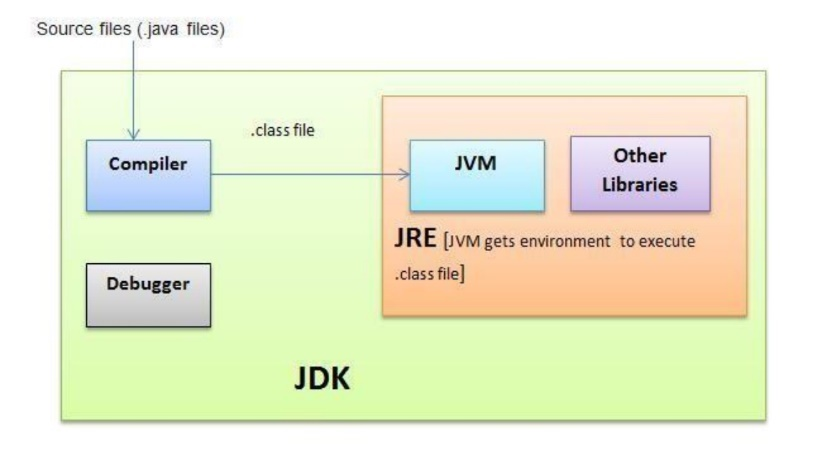 Source files (.java files)
.class file
Compiler
JVM
Other
Libraries
JRE [JVM gets environment to execute
.class file]
Debugger
JDK